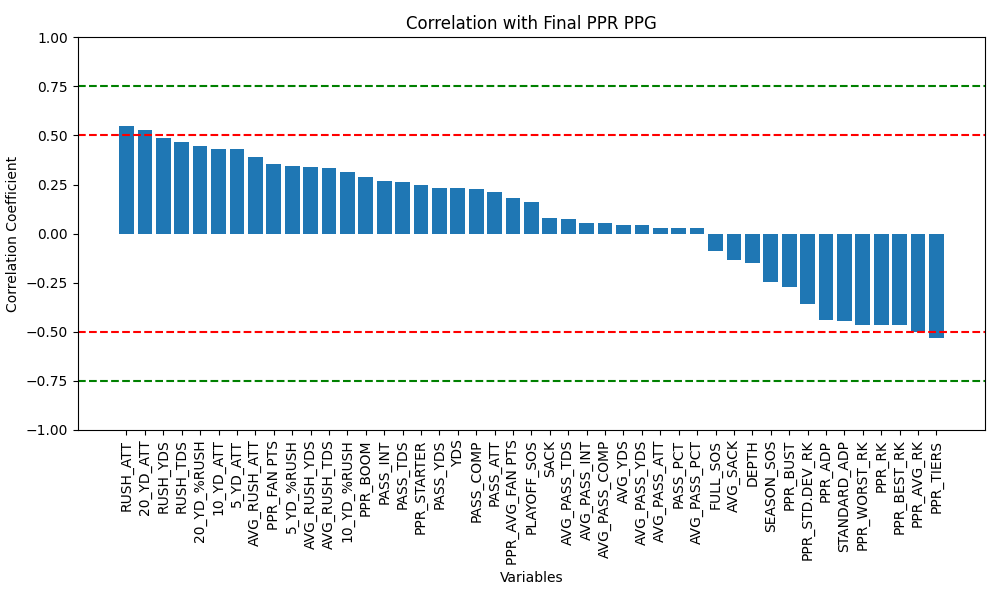 Correlation with Final PPR PPG
1.00
0.75
0.50
0.25
0.00
−0.25
−0.50
−0.75
−1.00
Correlation Coefficient
RUSH_ATT
20_YD_ATT
RUSH_YDS
RUSH_TDS
20_YD_%RUSH
10_YD_ATT
5_YD_ATT
AVG_RUSH_ATT
PPR_FAN PTS
5_YD_%RUSH
AVG_RUSH_YDS
AVG_RUSH_TDS
10_YD_%RUSH
PPR_BOOM
PASS_INT
PASS_TDS
PPR_STARTER
PASS_YDS
YDS
PASS_COMP
PASS_ATT
PPR_AVG_FAN PTS
PLAYOFF_SOS
SACK
AVG_PASS_TDS
AVG_PASS_INT
AVG_PASS_COMP
AVG_YDS
AVG_PASS_YDS
AVG_PASS_ATT
PASS_PCT
AVG_PASS_PCT
FULL_SOS
AVG_SACK
DEPTH
SEASON_SOS
PPR_BUST
PPR_STD.DEV_RK
PPR_ADP
STANDARD_ADP
PPR_WORST_RK
PPR_RK
PPR_BEST_RK
PPR_AVG_RK
PPR_TIERS
Variables